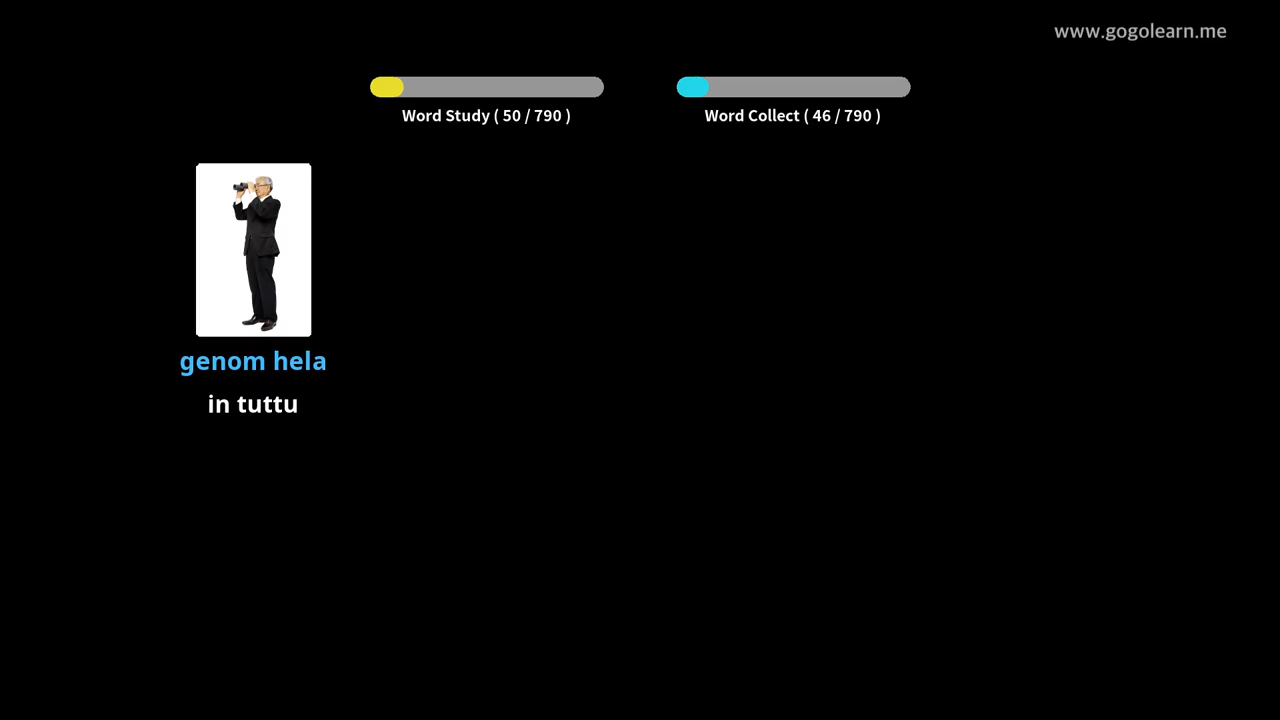 www.gogolearn.me
Word Study ( 50 / 790 )
Word Collect ( 46 / 790 )
genom hela
in tuttu